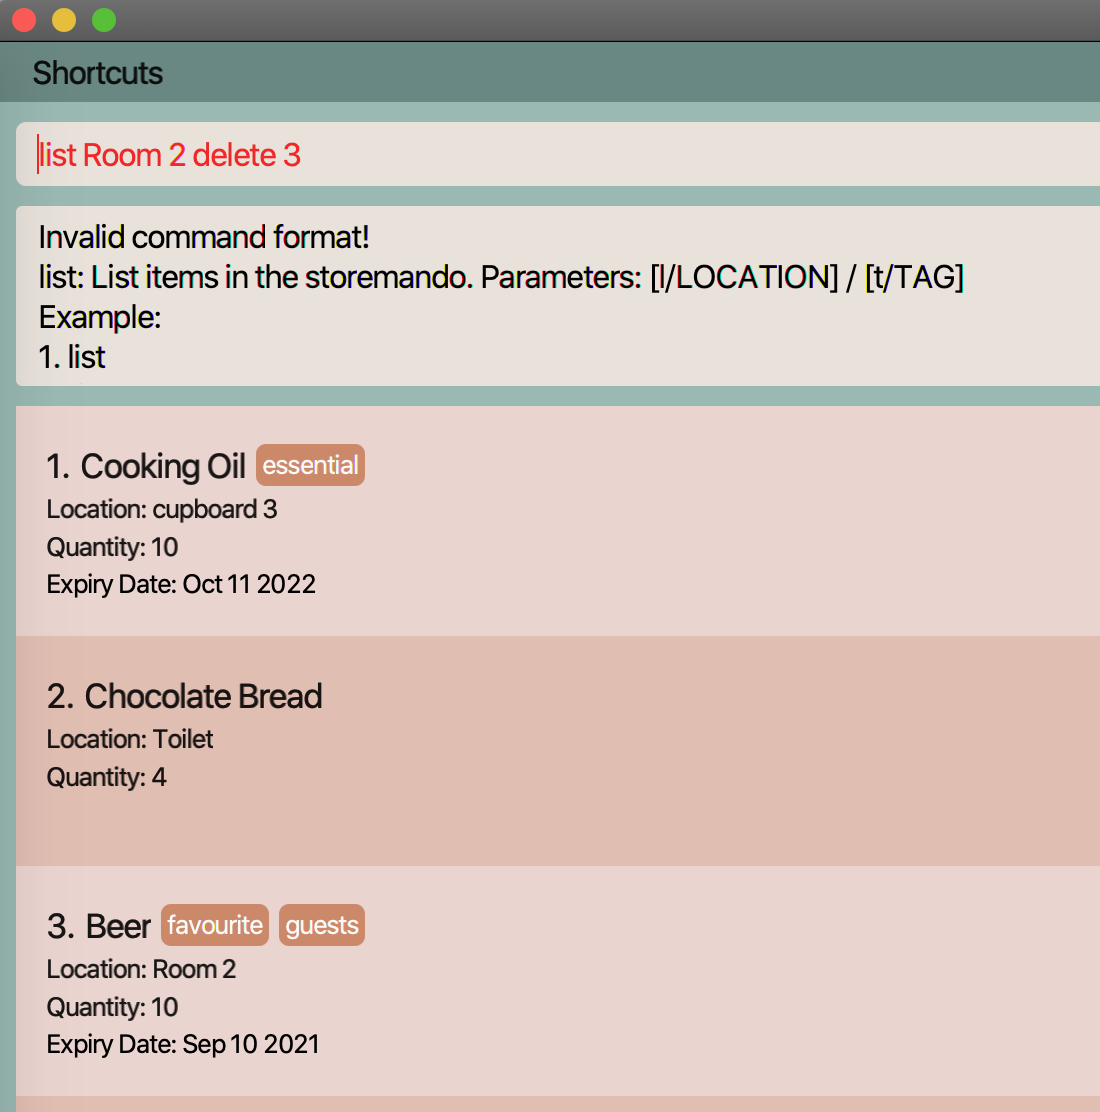 Shortcuts
list Room 2 delete 3
Invalid command format!
list: List items in the storemando. Parameters: [l/LOCATION] / [t/TAG]
Example:
1. list
1. Cooking Oil essential
Location: cupboard 3
Quantity: 10
Expiry Date: Oct 11 2022
2. Chocolate Bread
Location: Toilet
Quantity: 4
3. Beer favourite guests
Location: Room 2
Quantity: 10
Expiry Date: Sep 10 2021